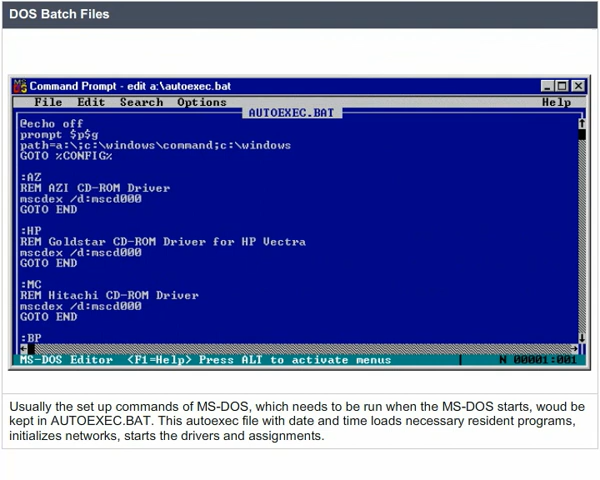 DOS Batch Files
Command Prompt - edit a:\autoexec.bat
File Edit Search Options Help
AUTOEXEC.BAT
@echo off
prompt $p$g
path=a:\;c:\windows\command;c:\windows
GOTO %CONFIG%
:AZ
REM AZI CD-ROM Driver
mscdex /d:mscd000
GOTO END
:HP
REM Goldstar CD-ROM Driver for HP Vectra
mscdex /d:mscd000
GOTO END
:MC
REM Hitachi CD-ROM Driver
mscdex /d:mscd000
GOTO END
:BP
MS-DOS Editor <F1=Help> Press ALT to activate menus N 00001:001
Usually the set up commands of MS-DOS, which needs to be run when the MS-DOS starts, woud be
kept in AUTOEXEC.BAT. This autoexec file with date and time loads necessary resident programs,
initializes networks, starts the drivers and assignments.